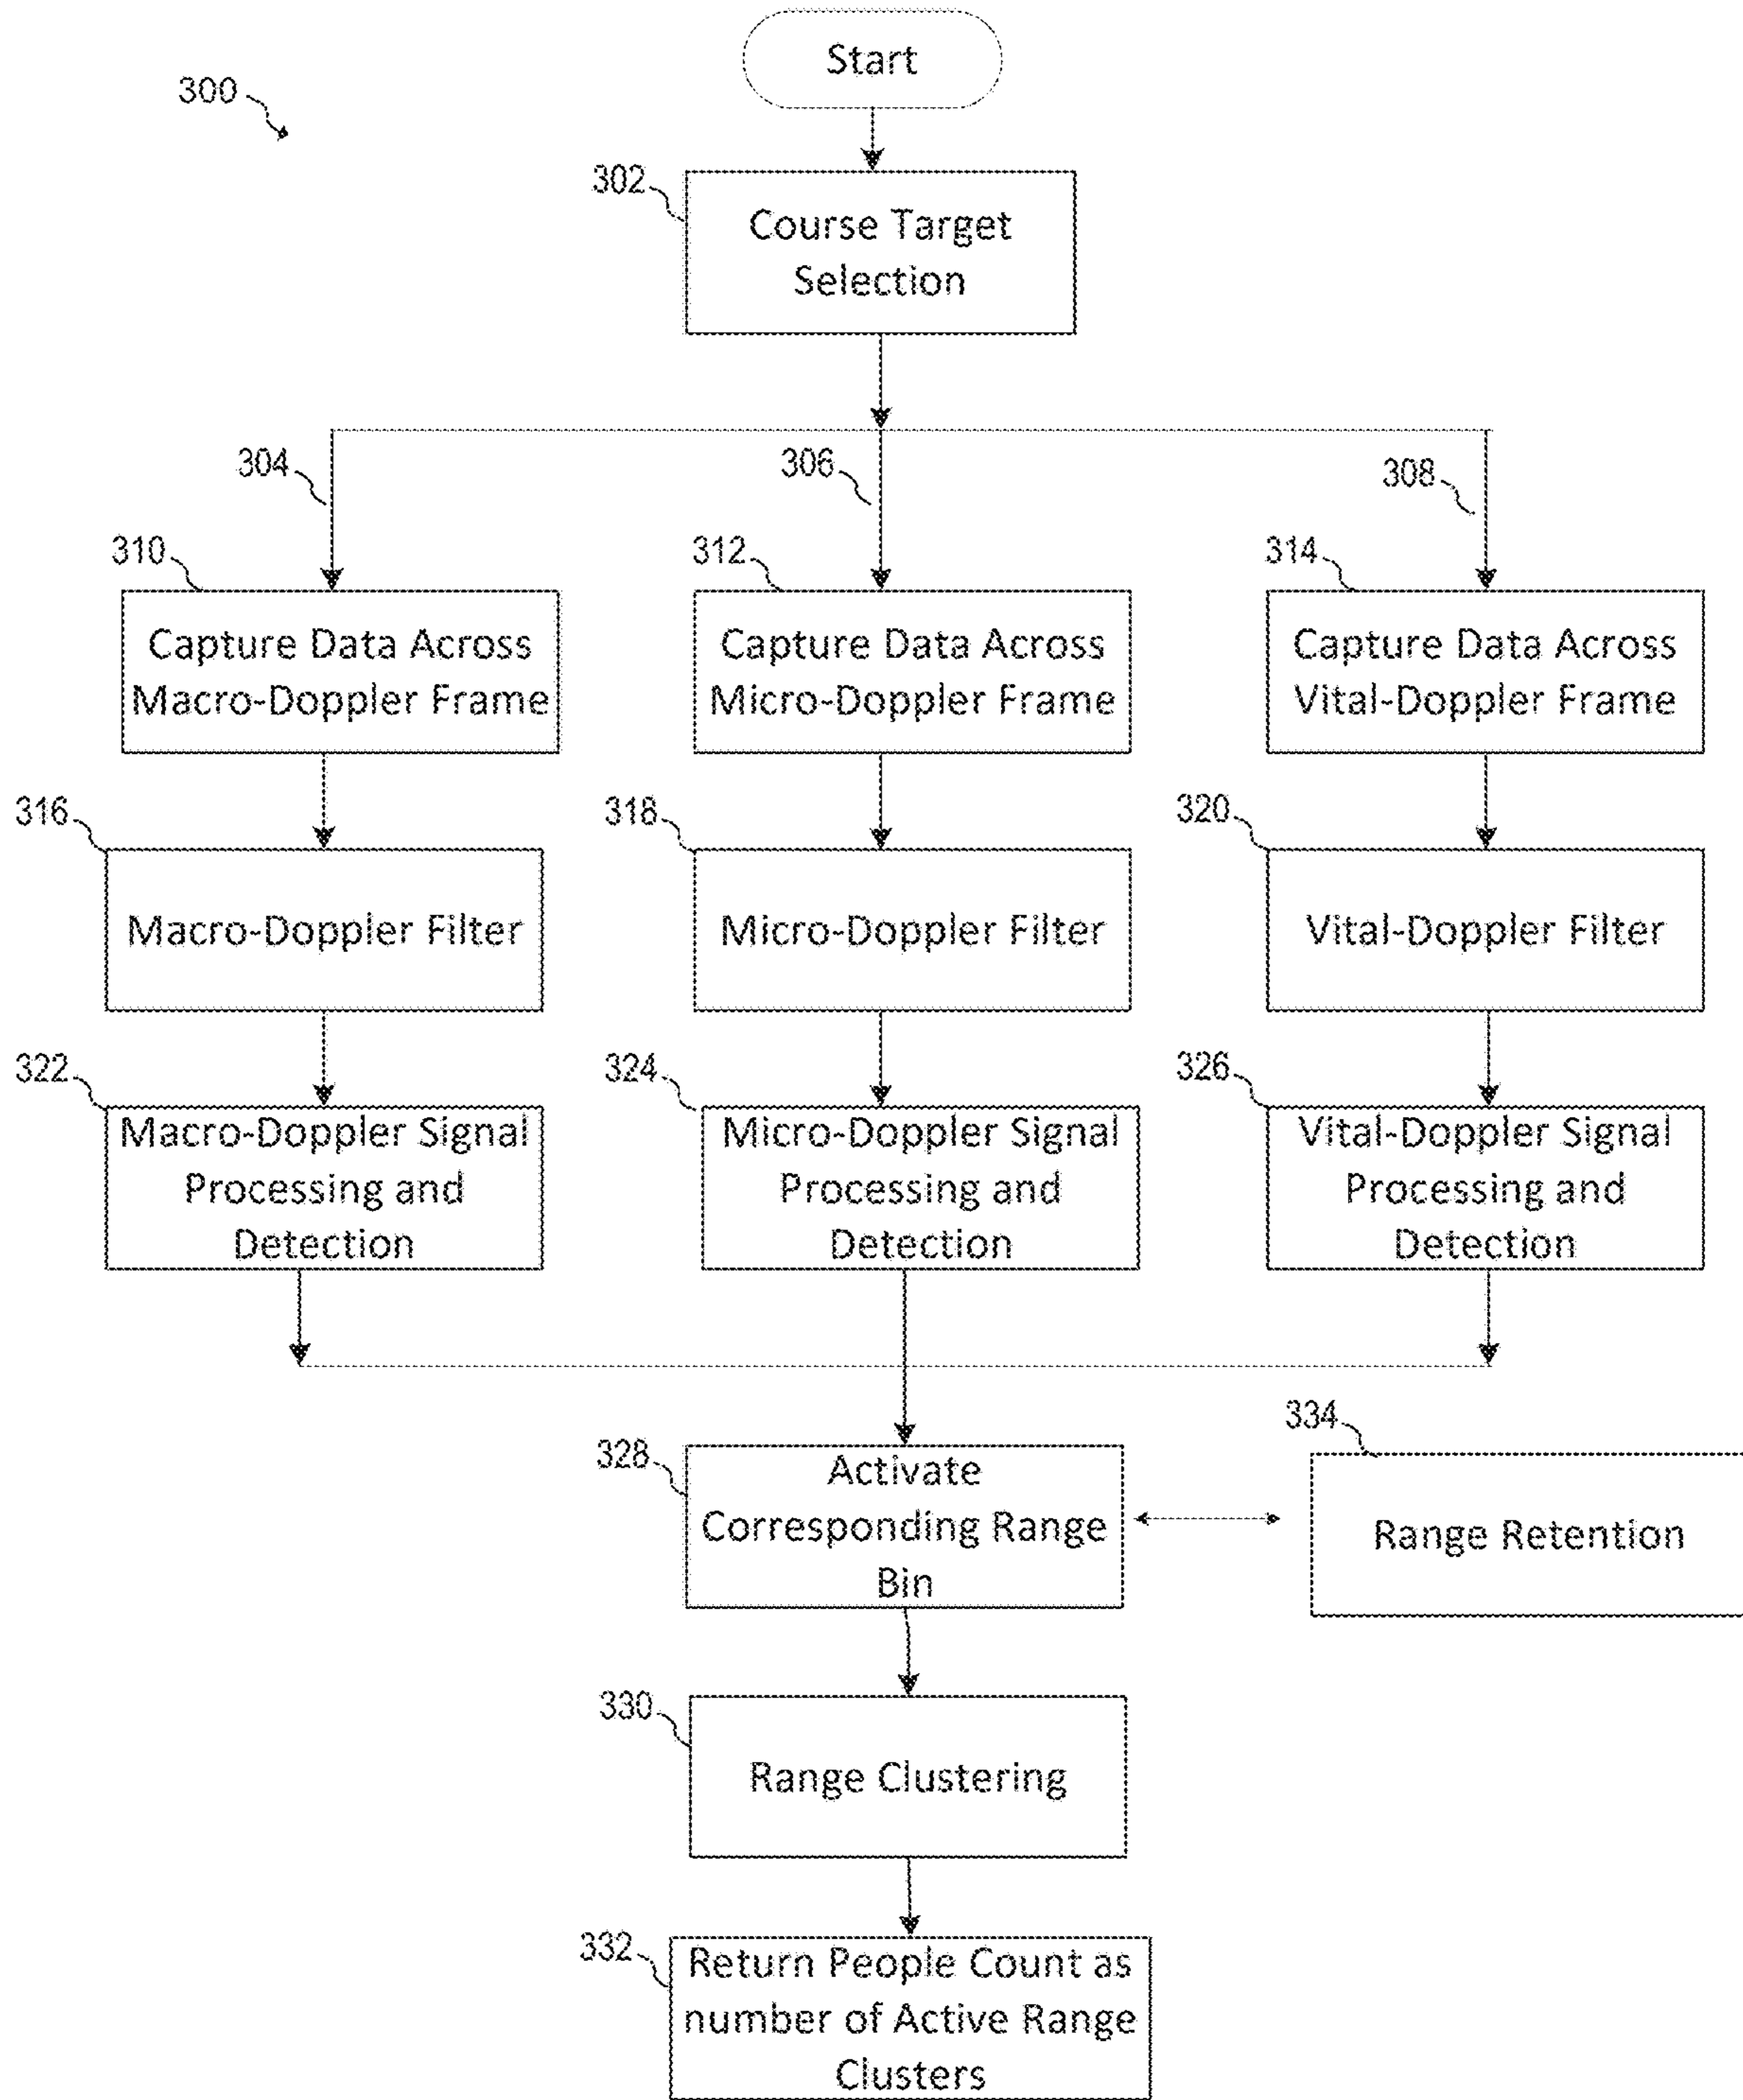 Start
300
302
Course Target
Selection
304
306
308
310
312
314
Capture Data Across
Macro-Doppler Frame
Capture Data Across
Micro-Doppler Frame
Capture Data Across
Vital-Doppler Frame
316
318
320
Macro-Doppler Filter
Micro-Doppler Filter
Vital-Doppler Filter
322
324
326
Macro-Doppler Signal
Processing and
Detection
Micro-Doppler Signal
Processing and
Detection
Vital-Doppler Signal
Processing and
Detection
328
Activate
Corresponding Range
Bin
334
Range Retention
330
Range Clustering
332
Return People Count as
number of Active Range
Clusters